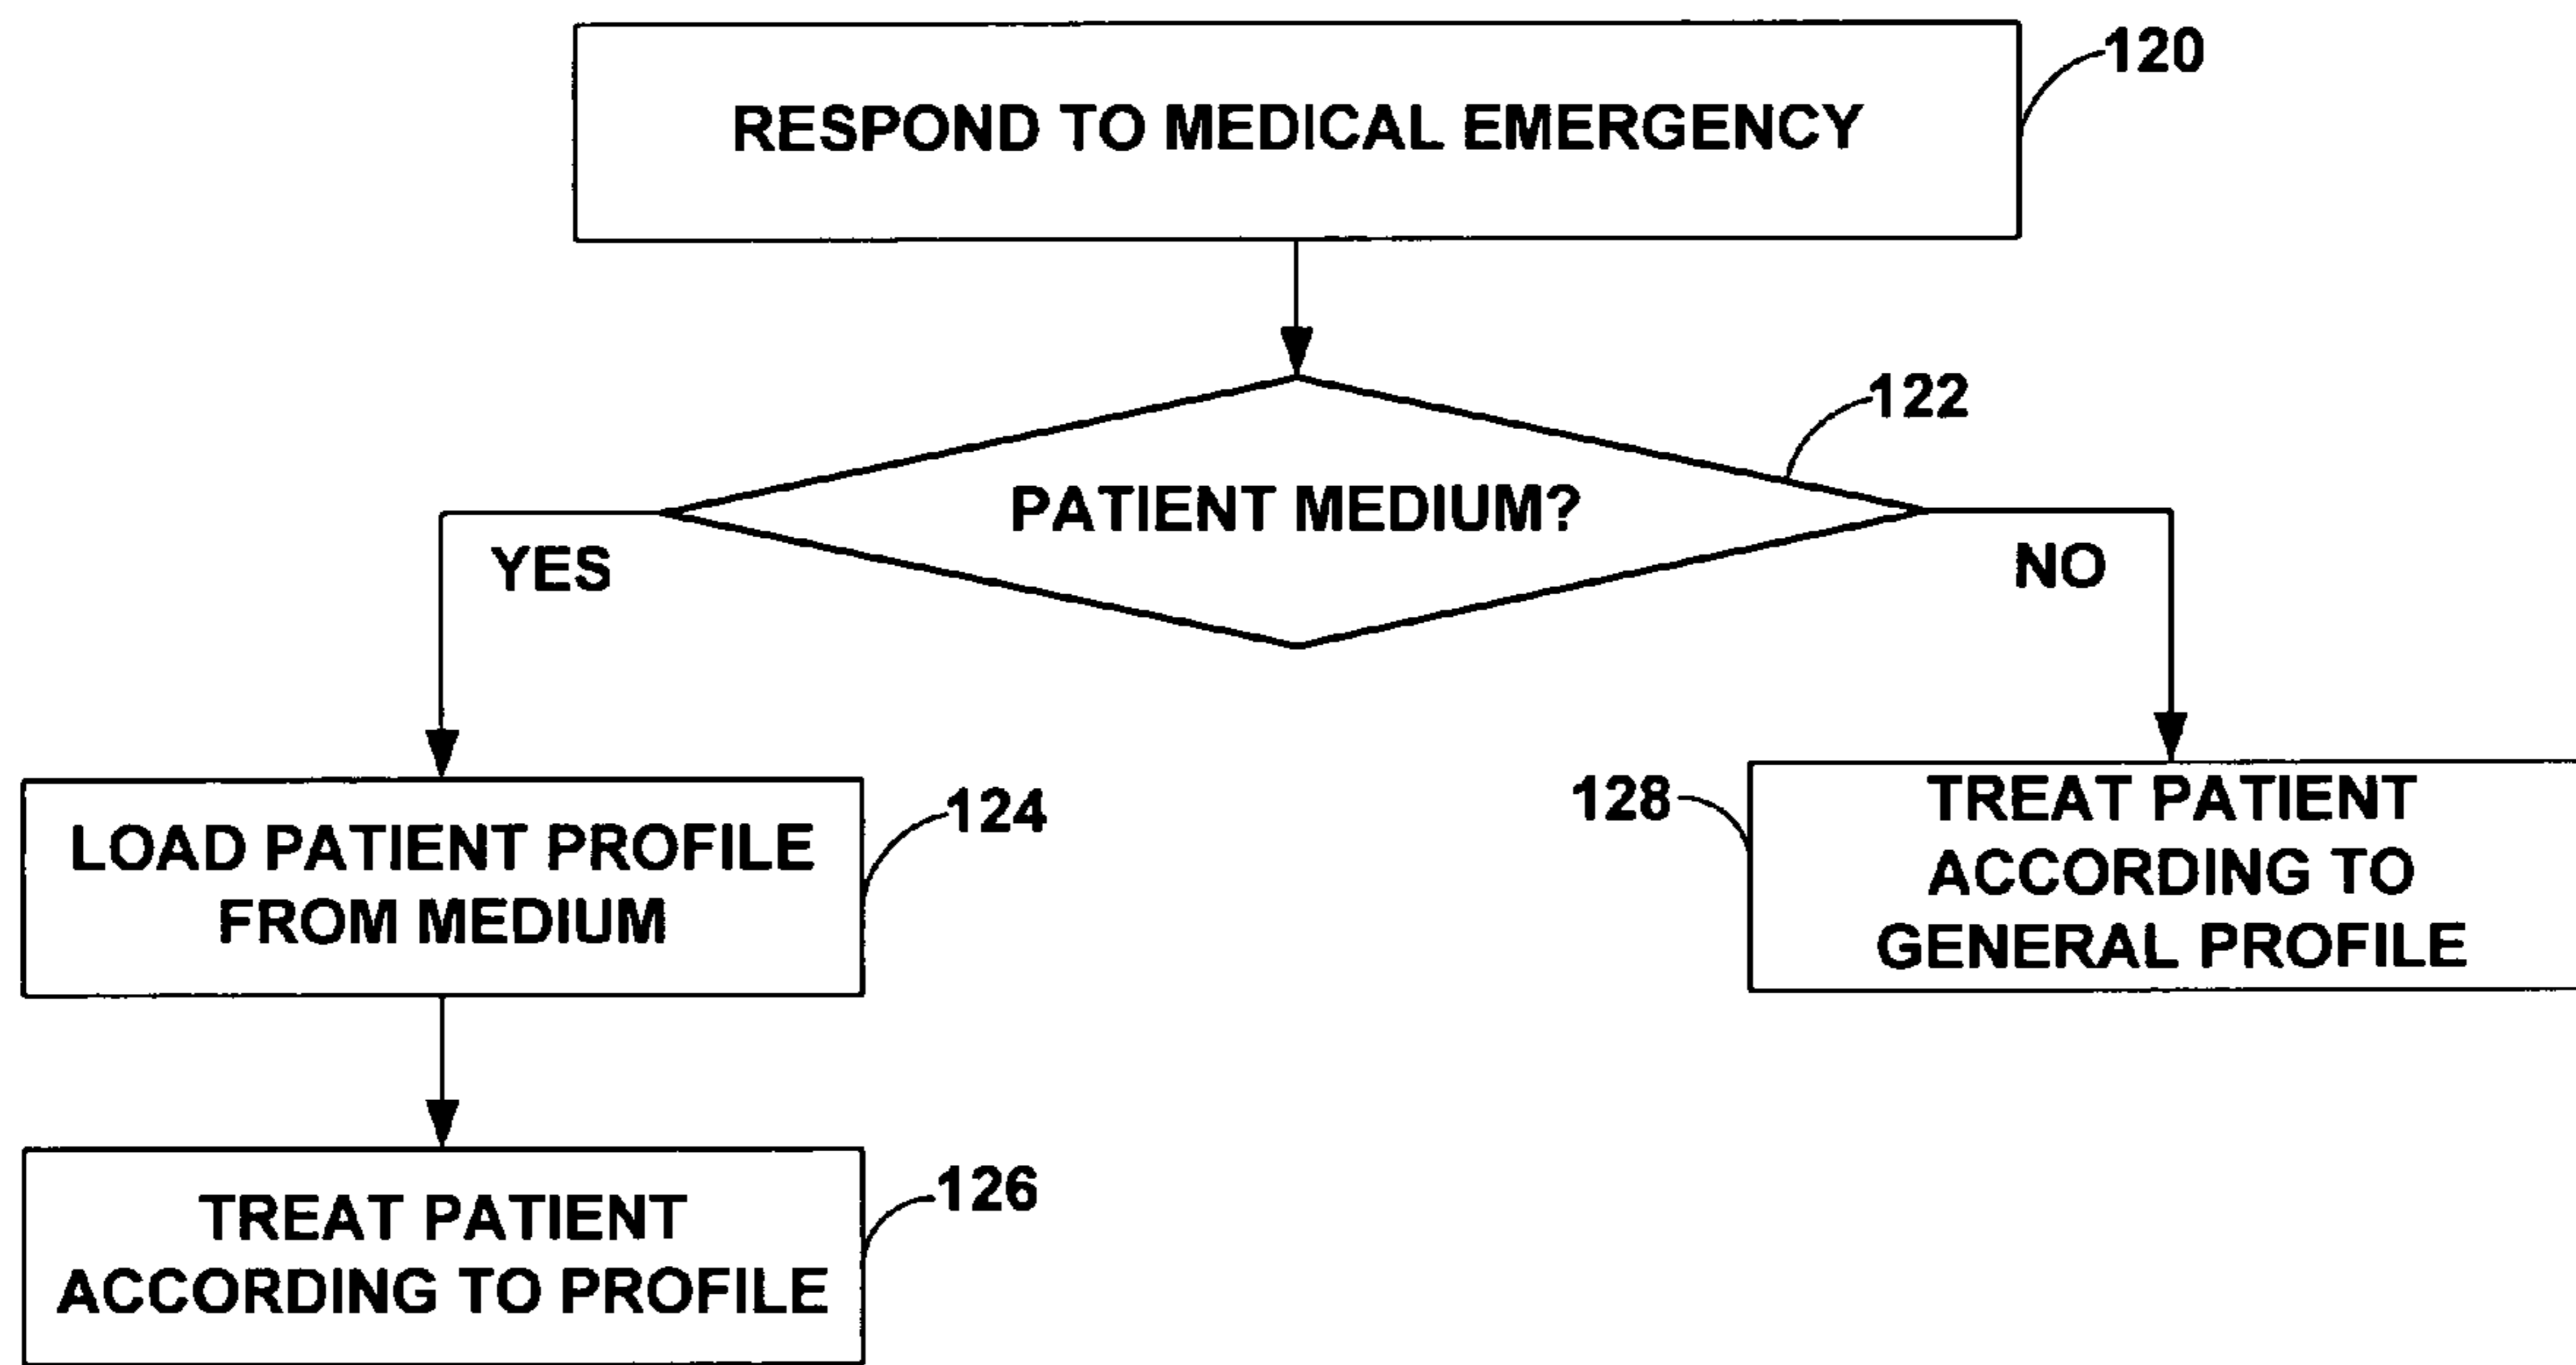 RESPOND TO MEDICAL EMERGENCY
120
PATIENT MEDIUM?
122
YES
NO
LOAD PATIENT PROFILE
FROM MEDIUM
124
128
TREAT PATIENT
ACCORDING TO
GENERAL PROFILE
TREAT PATIENT
ACCORDING TO PROFILE
126